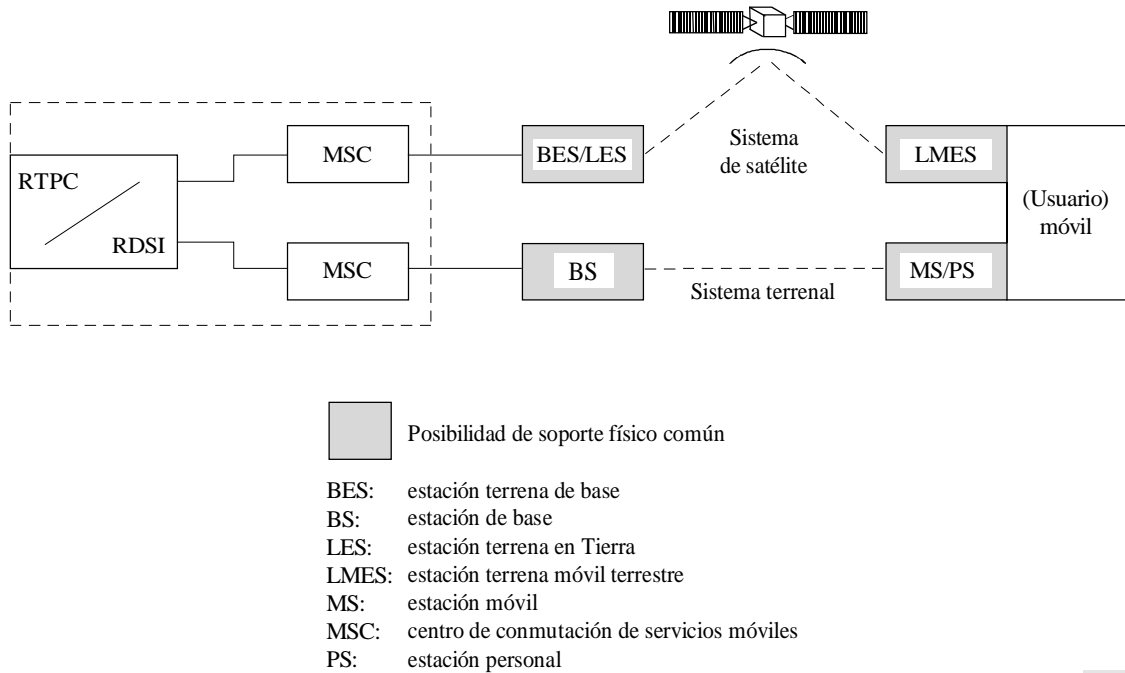 RTPC
RDSI
MSC
MSC
BES/LES
BS
Sistema
de satélite
Sistema terrenal
LMES
MS/PS
(Usuario)
móvil
Posibilidad de soporte físico común
BES: estación terrena de base
BS: estación de base
LES: estación terrena en Tierra
LMES: estación terrena móvil terrestre
MS: estación móvil
MSC: centro de conmutación de servicios móviles
PS: estación personal